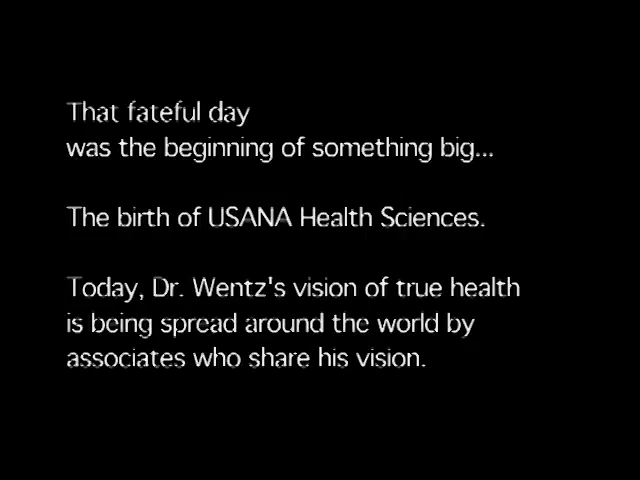 That fateful day
was the beginning of something big...
The birth of USANA Health Sciences.
Today, Dr. Wentz's vision of true health
is being spread around the world by
associates who share his vision.